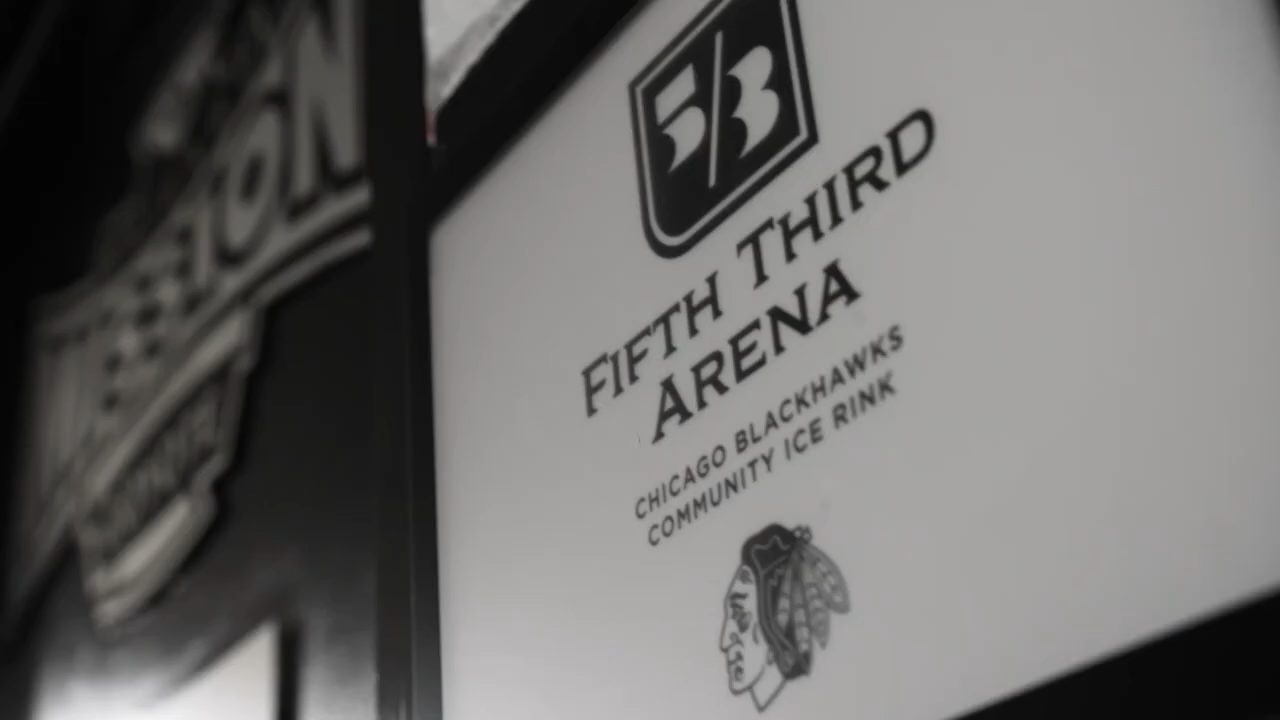 5/3
FIFTH THIRD
ARENA
CHICAGO BLACKHAWKS
COMMUNITY ICE RINK